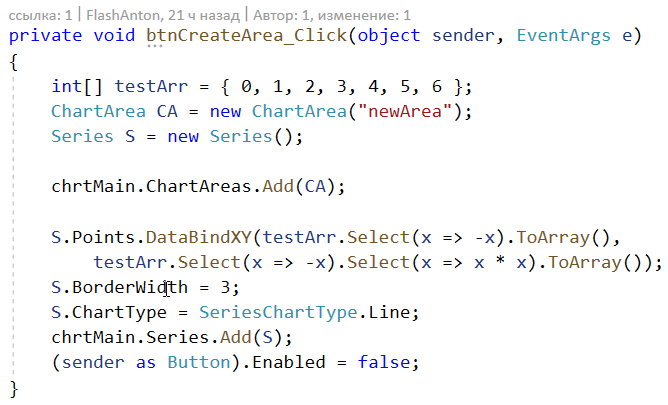 ссылка: 1 | FlashAnton, 21 ч назад | Автор: 1, изменение: 1
private void btnCreateArea_Click(object sender, EventArgs e)
{
    int[] testArr = { 0, 1, 2, 3, 4, 5, 6 };
    ChartArea CA = new ChartArea("newArea");
    Series S = new Series();

    chrtMain.ChartAreas.Add(CA);

    S.Points.DataBindXY(testArr.Select(x => -x).ToArray(),
        testArr.Select(x => -x).Select(x => x * x).ToArray());
    S.BorderWidth = 3;
    S.ChartType = SeriesChartType.Line;
    chrtMain.Series.Add(S);
    (sender as Button).Enabled = false;
}